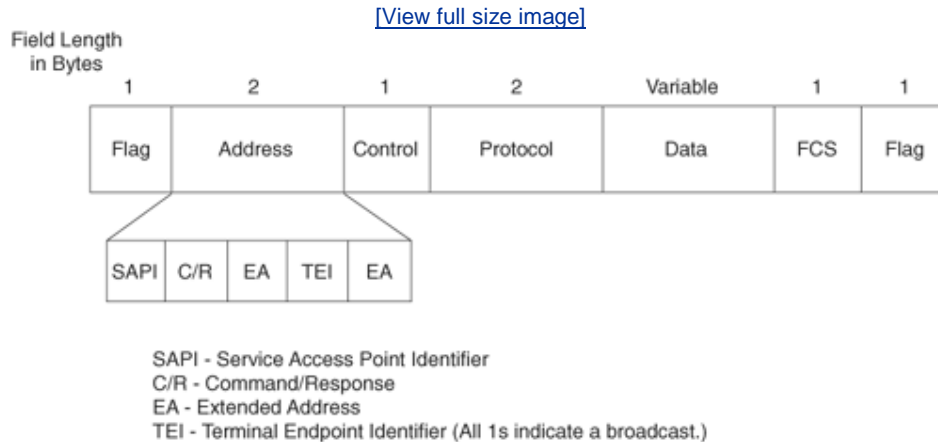 [View full size image]
Field Length
in Bytes
1 2 1 2 Variable 1 1
Flag Address Control Protocol Data FCS Flag
SAPI C/R EA TEI EA
SAPI - Service Access Point Identifier
C/R - Command/Response
EA - Extended Address
TEI - Terminal Endpoint Identifier (All 1s indicate a broadcast.)